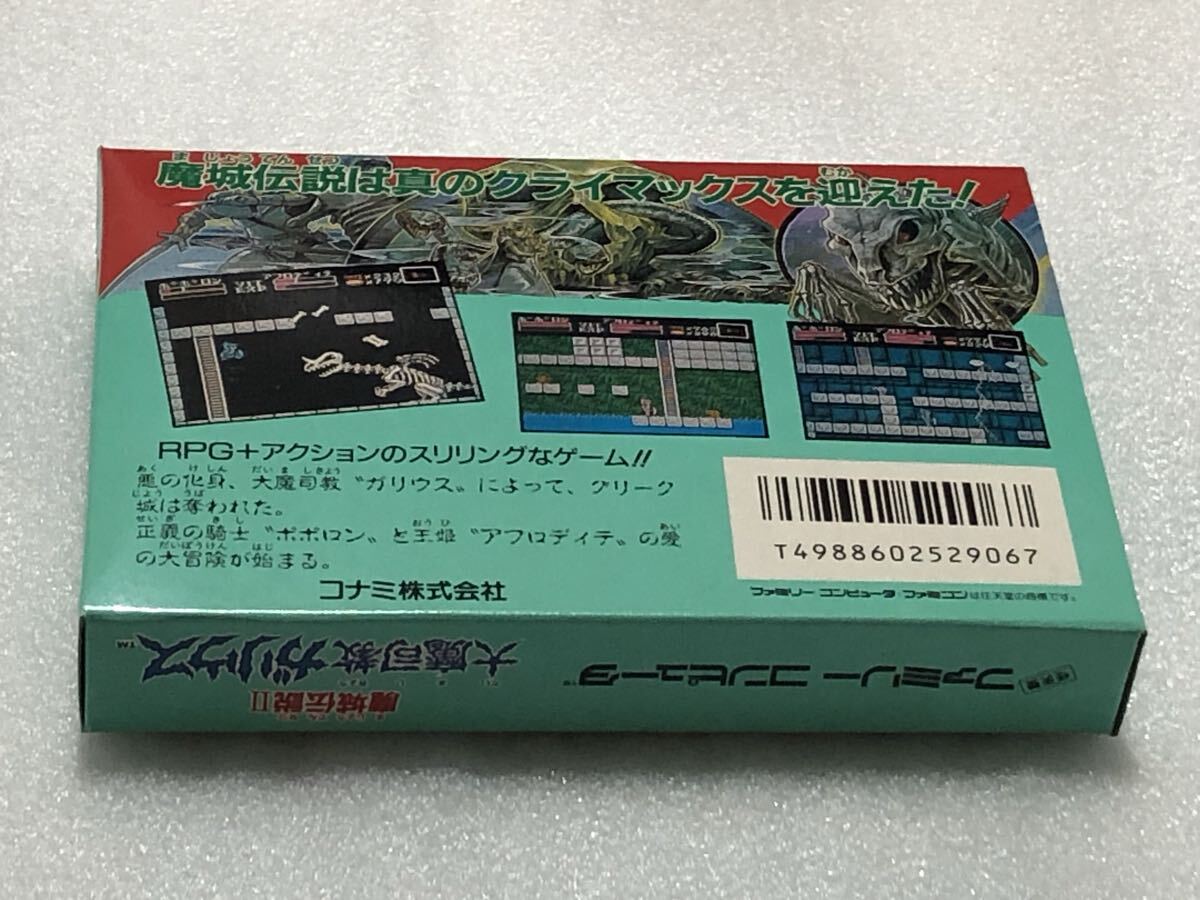 魔城伝説は真のクライマックスを迎えた!
RPG+アクションのスリリングなゲーム!!
悪の化身、大魔司教〝ガリウス〟によって、グリーク
城は奪われた。
正義の騎士〝ポポロン〟と王姫〝アフロディテ〟の愛
の大冒険が始まる。
コナミ株式会社
T4988602529067
ファミリーコンピュータ・ファミコンは任天堂の商標です。
ファミリーコンピュータ
魔城伝説II
大魔司教ガリウス™